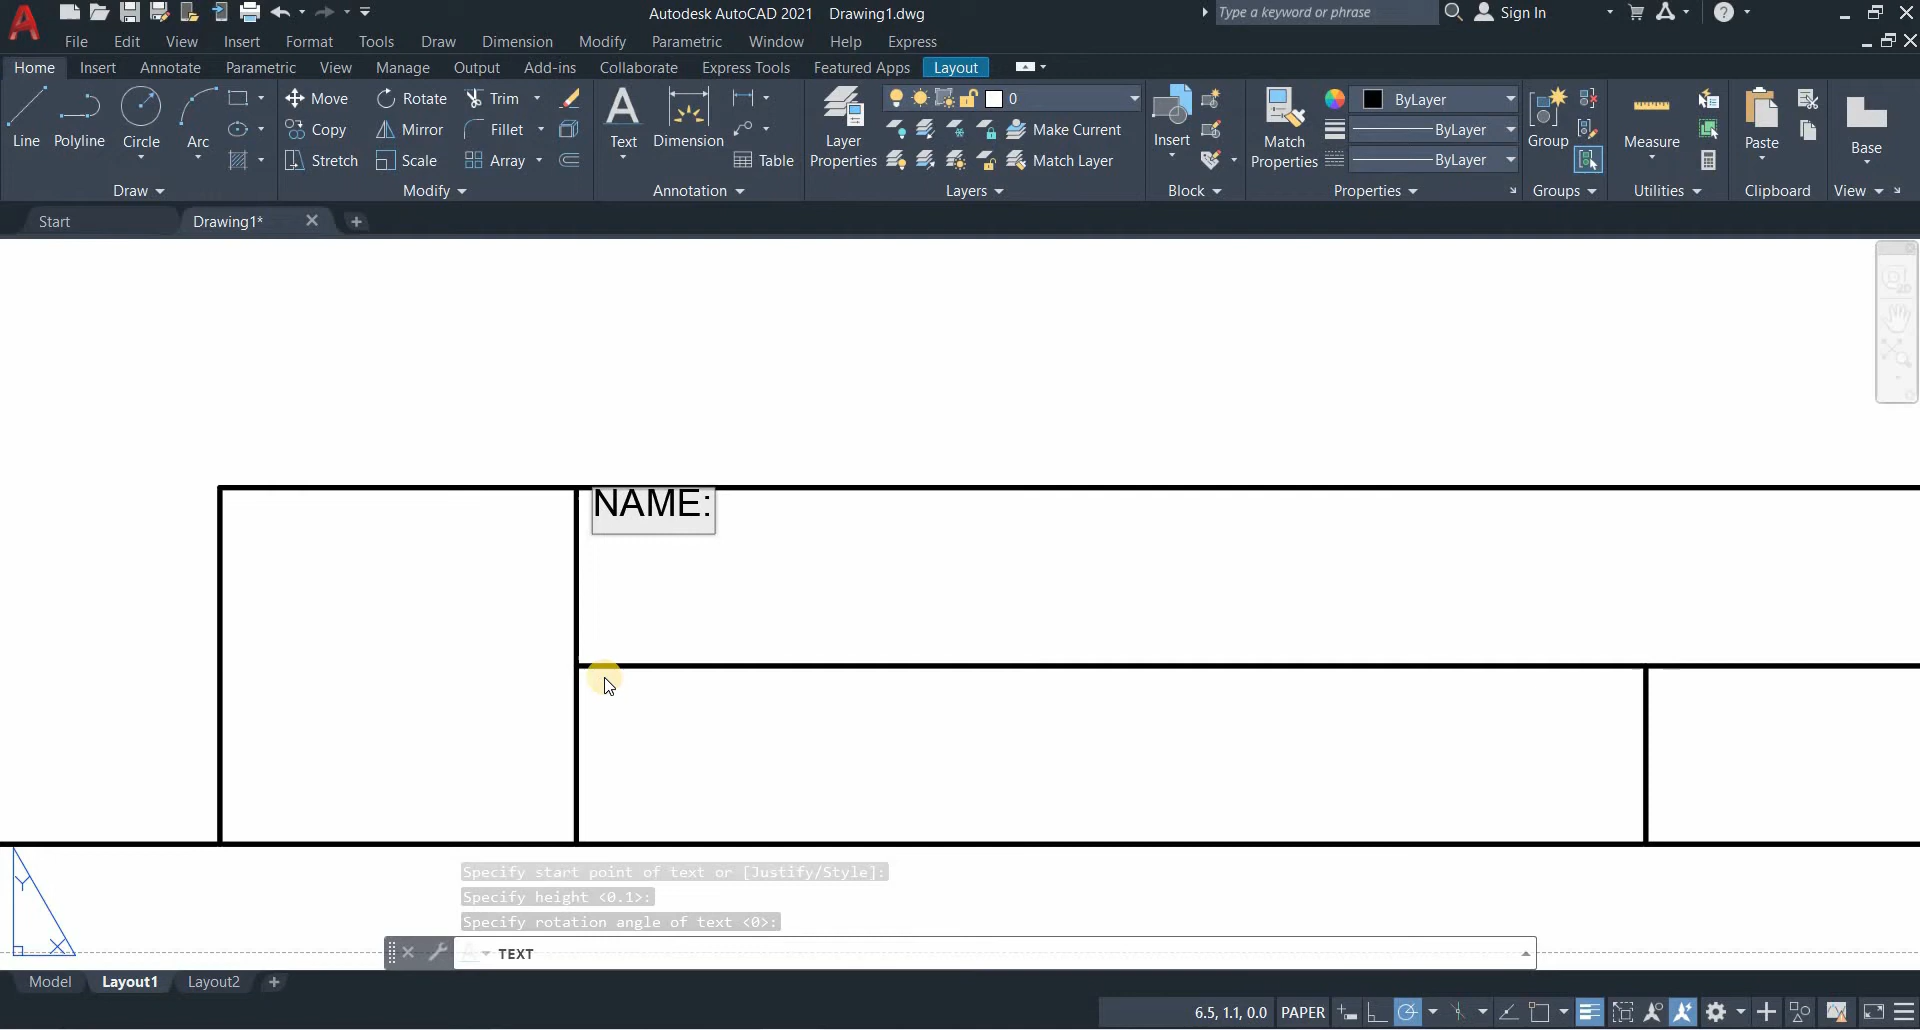 Autodesk AutoCAD 2021 Drawing1.dwg
Type a keyword or phrase
Sign In
File Edit View Insert Format Tools Draw Dimension Modify Parametric Window Help Express
Home Insert Annotate Parametric View Manage Output Add-ins Collaborate Express Tools Featured Apps Layout
Line Polyline Circle Arc
Move Rotate Trim
Copy Mirror Fillet
Stretch Scale Array
Text Dimension Table
Layer Properties
0
Make Current
Match Layer
Insert
Match Properties
ByLayer
ByLayer
ByLayer
Group
Measure
Paste
Base
Draw Modify Annotation Layers Block Properties Groups Utilities Clipboard View
Start Drawing1*
2D
NAME:
Specify start point of text or [Justify/Style]:
Specify height <0.1>:
Specify rotation angle of text <0>:
TEXT
Y
X
Model Layout1 Layout2
6.5, 1.1, 0.0 PAPER